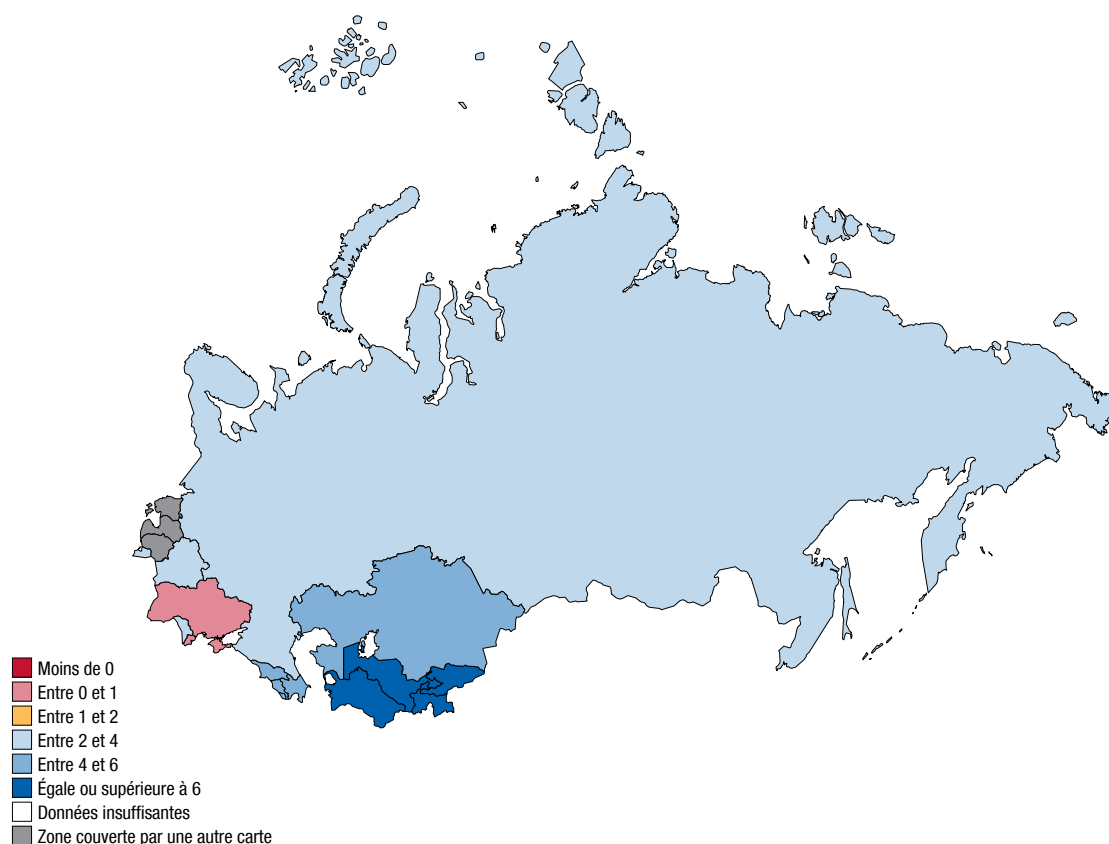 Moins de 0
Entre 0 et 1
Entre 1 et 2
Entre 2 et 4
Entre 4 et 6
Égale ou supérieure à 6
Données insuffisantes
Zone couverte par une autre carte